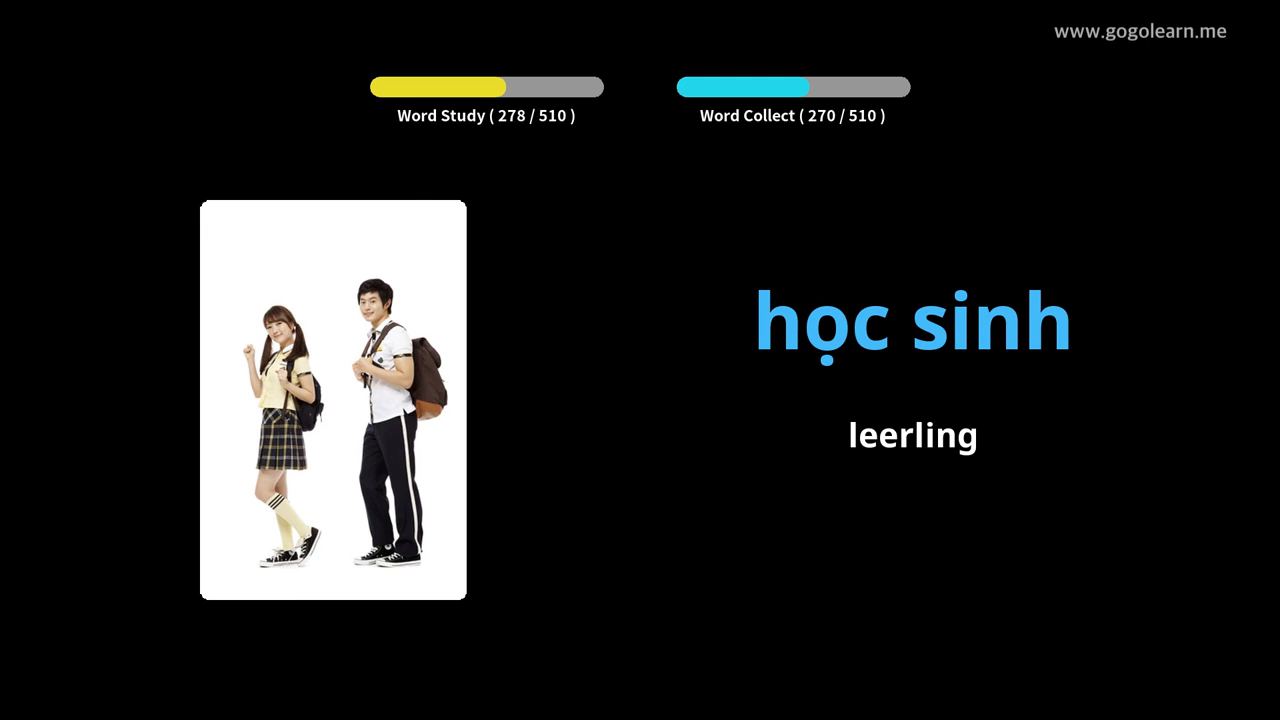 www.gogolearn.me
Word Study ( 278 / 510 )
Word Collect ( 270 / 510 )
học sinh
leerling